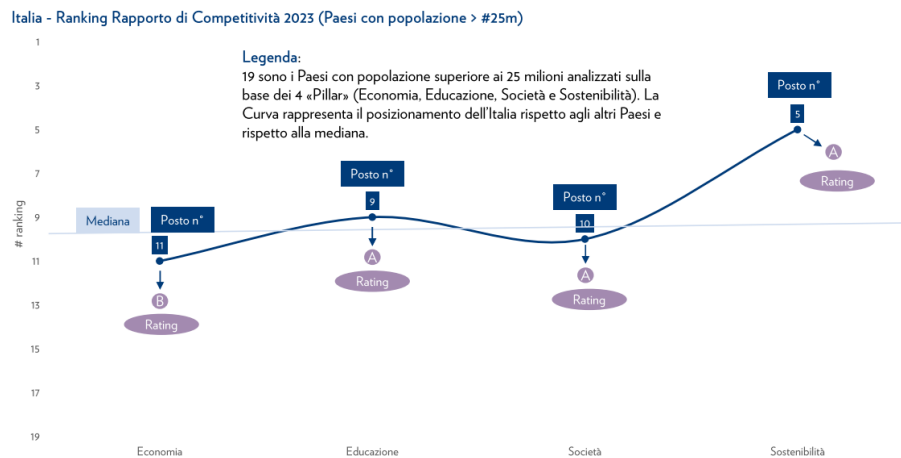 Italia - Ranking Rapporto di Competitività 2023 (Paesi con popolazione > #25m)
Legenda:
19 sono i Paesi con popolazione superiore ai 25 milioni analizzati sulla
base dei 4 «Pillar» (Economia, Educazione, Società e Sostenibilità). La
Curva rappresenta il posizionamento dell'Italia rispetto agli altri Paesi e
rispetto alla mediana.
# ranking
1
3
5
7
9
11
13
15
17
19
Mediana
Posto n°
11
B
Rating
Posto n°
9
A
Rating
Posto n°
10
A
Rating
Posto n°
5
A
Rating
Economia
Educazione
Società
Sostenibilità